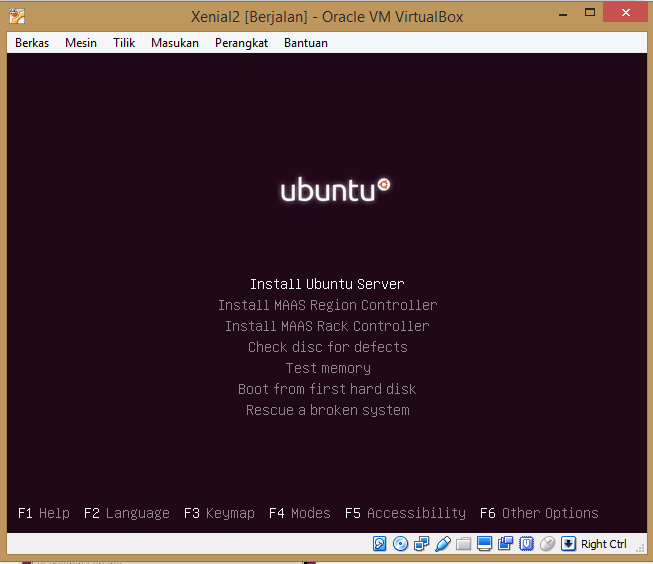 Xenial2 [Berjalan] - Oracle VM VirtualBox
Berkas Mesin Tilik Masukan Perangkat Bantuan
ubuntu
Install Ubuntu Server
Install MAAS Region Controller
Install MAAS Rack Controller
Check disc for defects
Test memory
Boot from first hard disk
Rescue a broken system
F1 Help F2 Language F3 Keymap F4 Modes F5 Accessibility F6 Other Options
Right Ctrl